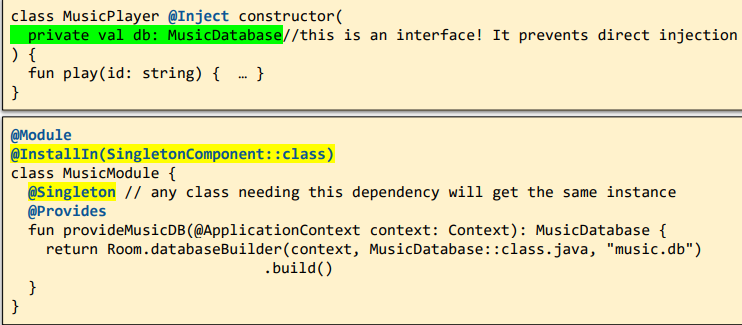 class MusicPlayer @Inject constructor(
  private val db: MusicDatabase//this is an interface! It prevents direct injection
) {
  fun play(id: string) {  … }
}
@Module
@InstallIn(SingletonComponent::class)
class MusicModule {
  @Singleton // any class needing this dependency will get the same instance
  @Provides
  fun provideMusicDB(@ApplicationContext context: Context): MusicDatabase {
    return Room.databaseBuilder(context, MusicDatabase::class.java, "music.db")
                         .build()
  }
}